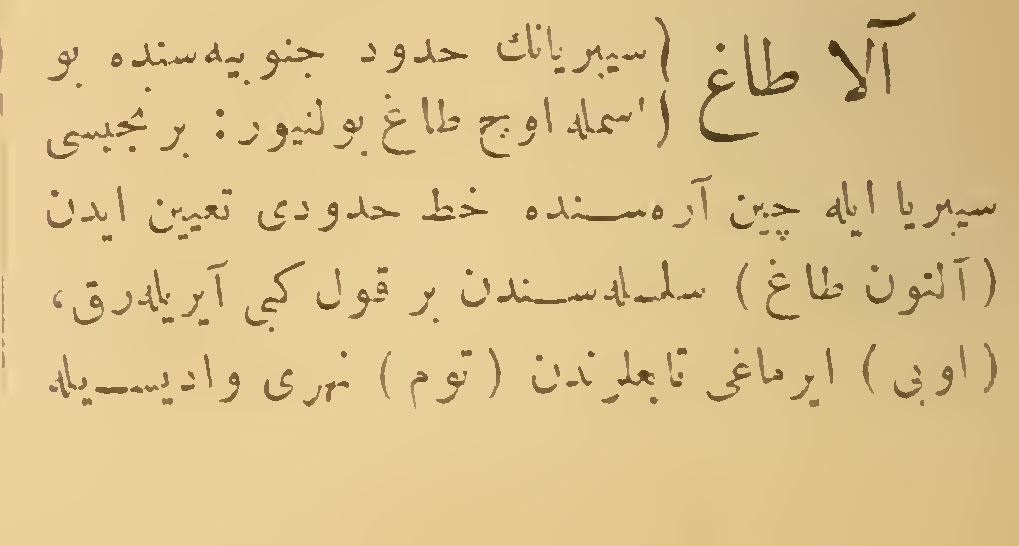 آلا طاغ (سیبریانك حدود جنوبیه‌سنده بو
(اسمله اوچ طاغ بولنیور: برنجیسی
سیبریا ایله چین آره‌سنده خط حدودی تعیین ایدن
(آلتون طاغ) سلسله‌سندن بر قول كبی آیریله‌رق،
(اوبی) ایرماغی تابعلرندن (توم) نهری وادیسیله